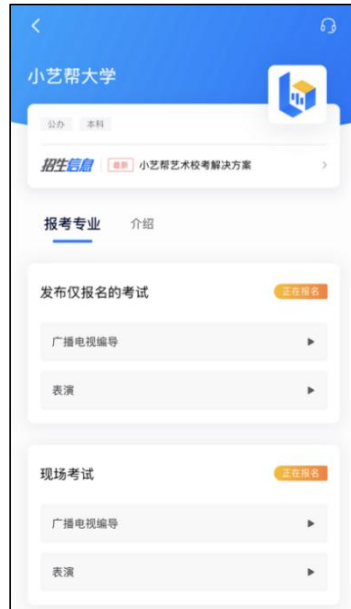 小艺帮大学
公办 本科
招生信息 最新 小艺帮艺术校考解决方案
报考专业 介绍
发布仅报名的考试 正在报名
广播电视编导
表演
现场考试 正在报名
广播电视编导
表演